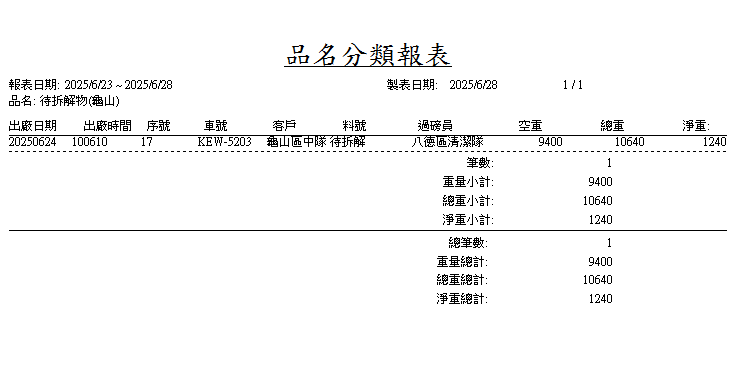 品名分類報表
報表日期: 2025/6/23 ~ 2025/6/28 製表日期: 2025/6/28 1 / 1
品名: 待拆解物(龜山)
出廠日期 出廠時間 序號 車號 客戶 料號 過磅員 空重 總重 淨重:
20250624 100610 17 KEW-5203 龜山區中隊 待拆解 八德區清潔隊 9400 10640 1240
筆數: 1
重量小計: 9400
總重小計: 10640
淨重小計: 1240
總筆數: 1
重量總計: 9400
總重總計: 10640
淨重總計: 1240